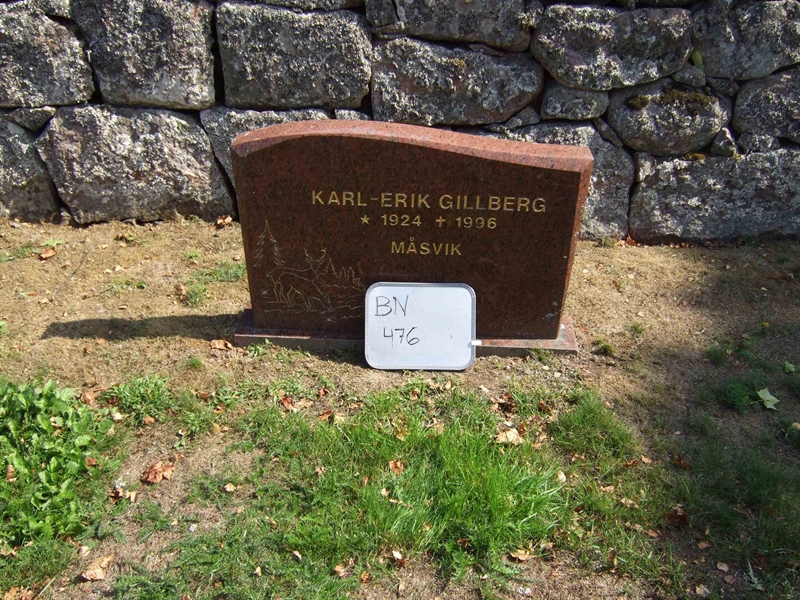 KARL-ERIK GILLBERG
★ 1924 ✝ 1996
MÅSVIK
BN
476